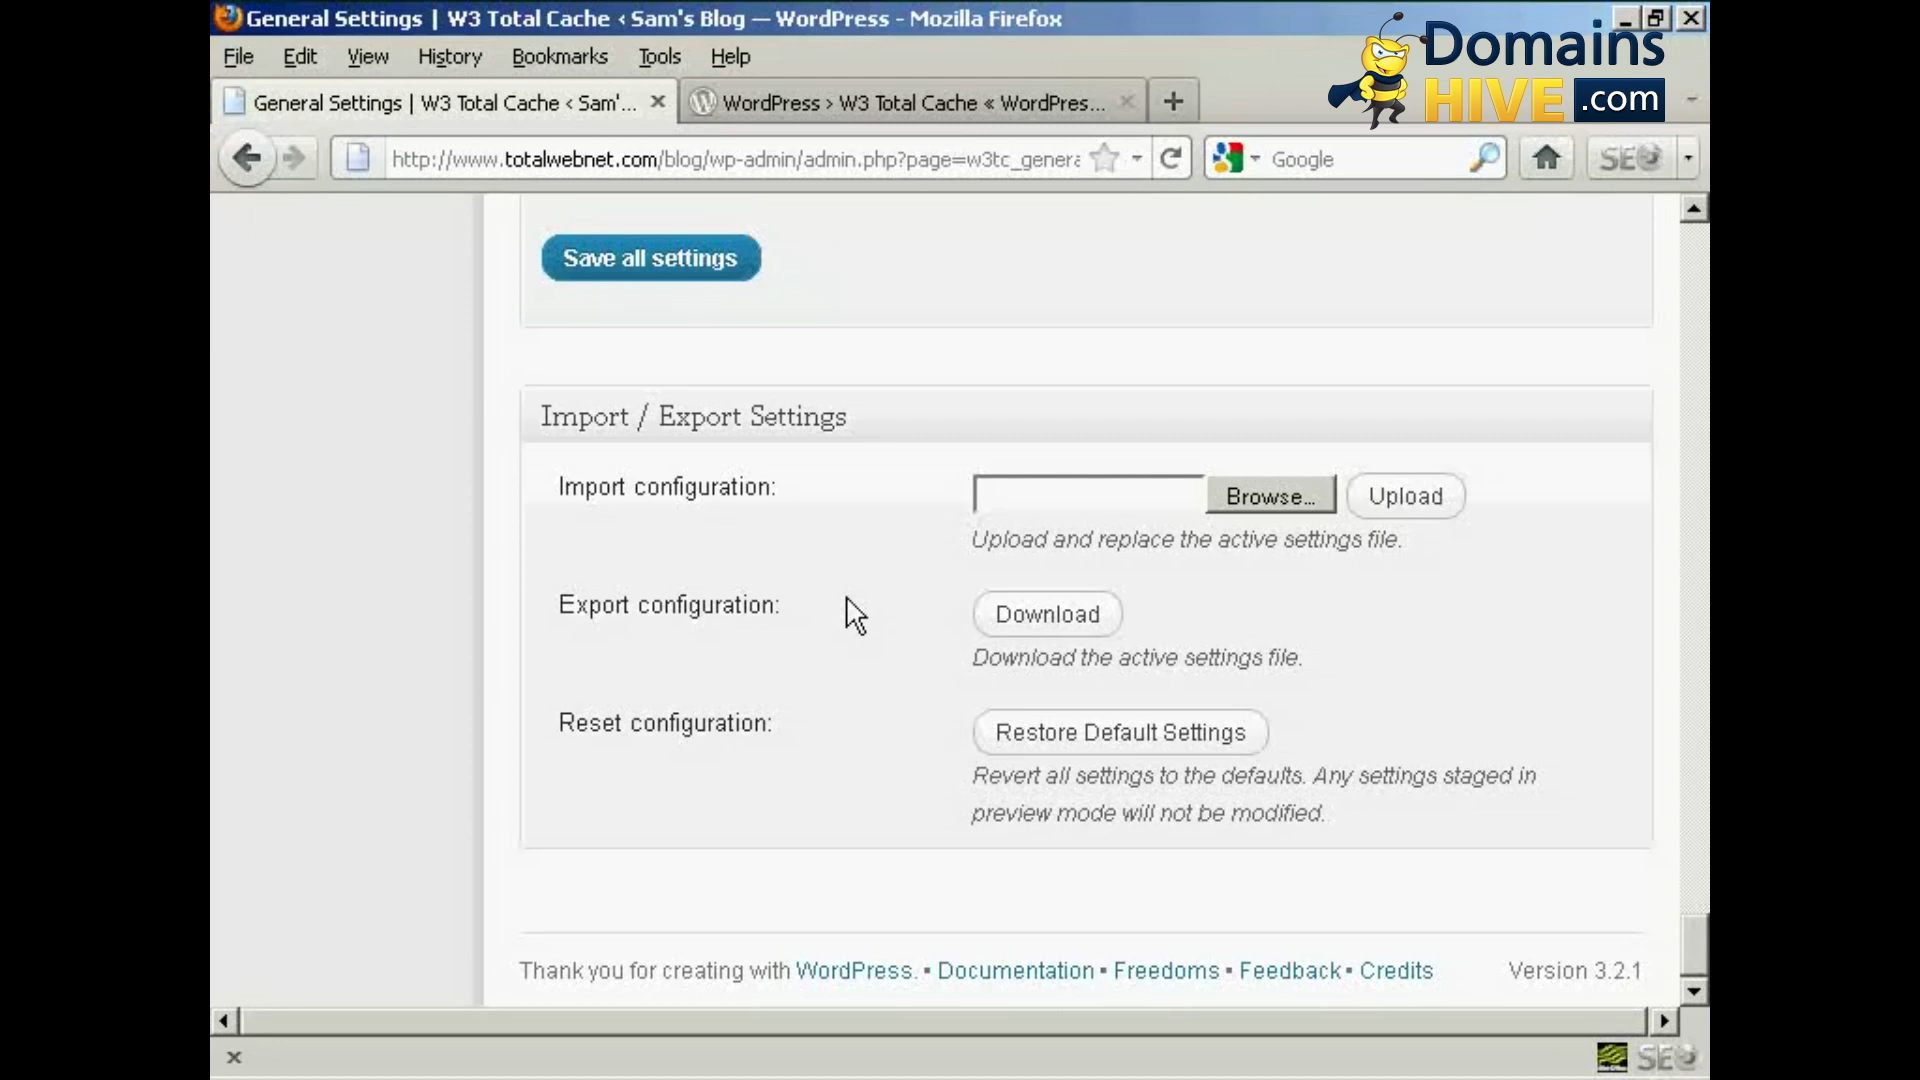 General Settings | W3 Total Cache ‹ Sam's Blog — WordPress - Mozilla Firefox
Domains
HIVE .com
File Edit View History Bookmarks Tools Help
General Settings | W3 Total Cache ‹ Sam'... WordPress › W3 Total Cache « WordPres...
http://www.totalwebnet.com/blog/wp-admin/admin.php?page=w3tc_genera Google SEO
Save all settings
Import / Export Settings
Import configuration: Browse... Upload
Upload and replace the active settings file.
Export configuration: Download
Download the active settings file.
Reset configuration: Restore Default Settings
Revert all settings to the defaults. Any settings staged in
preview mode will not be modified.
Thank you for creating with WordPress. • Documentation • Freedoms • Feedback • Credits Version 3.2.1
SEO